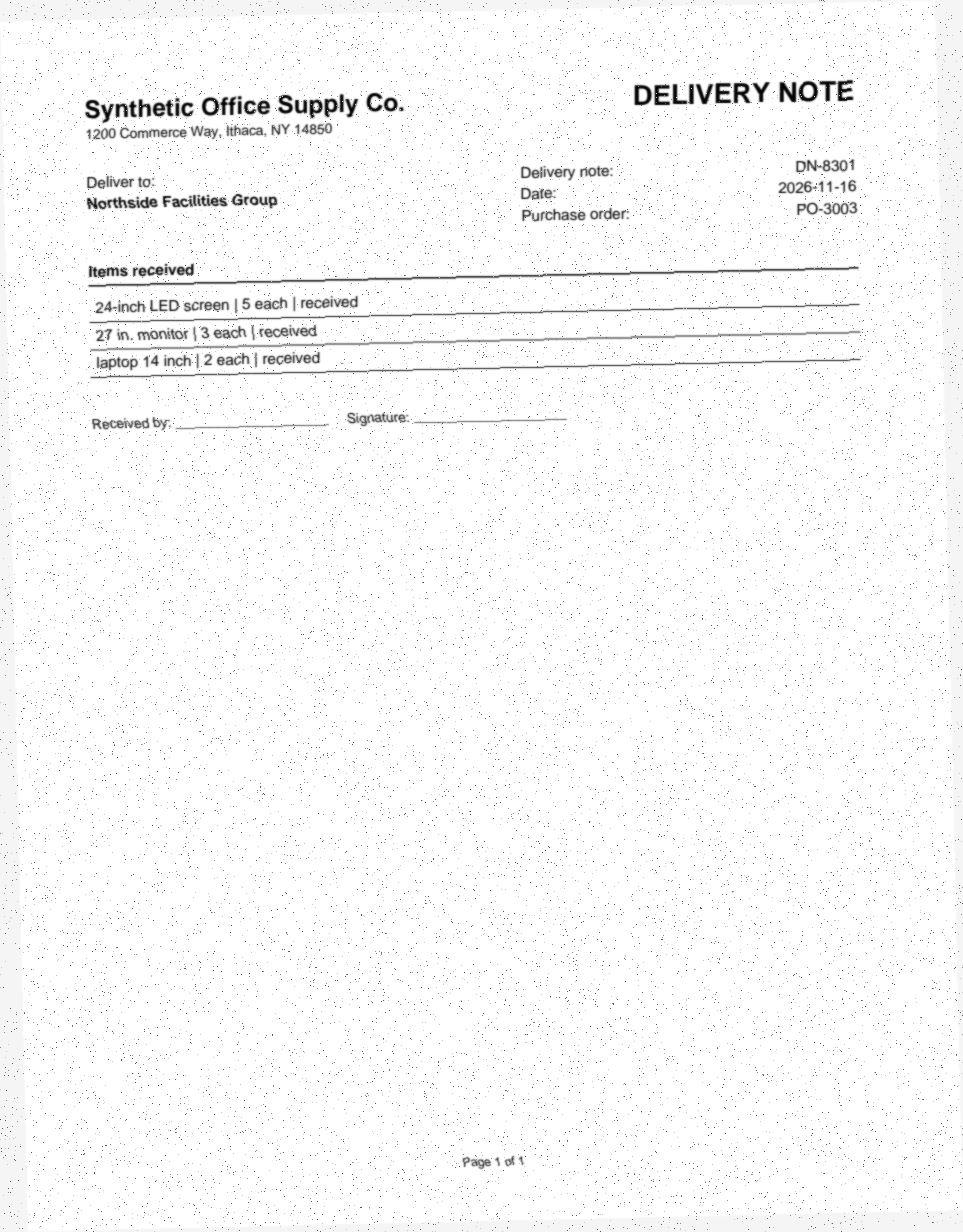 Synthetic Office Supply Co.
1200 Commerce Way, Ithaca, NY 14850
DELIVERY NOTE
Deliver to:
Northside Facilities Group
Delivery note: DN-8301
Date: 2026-11-16
Purchase order: PO-3003
Items received
24-inch LED screen | 5 each | received
27 in. monitor | 3 each | received
laptop 14 inch | 2 each | received
Received by: ____________________ Signature: ____________________
Page 1 of 1